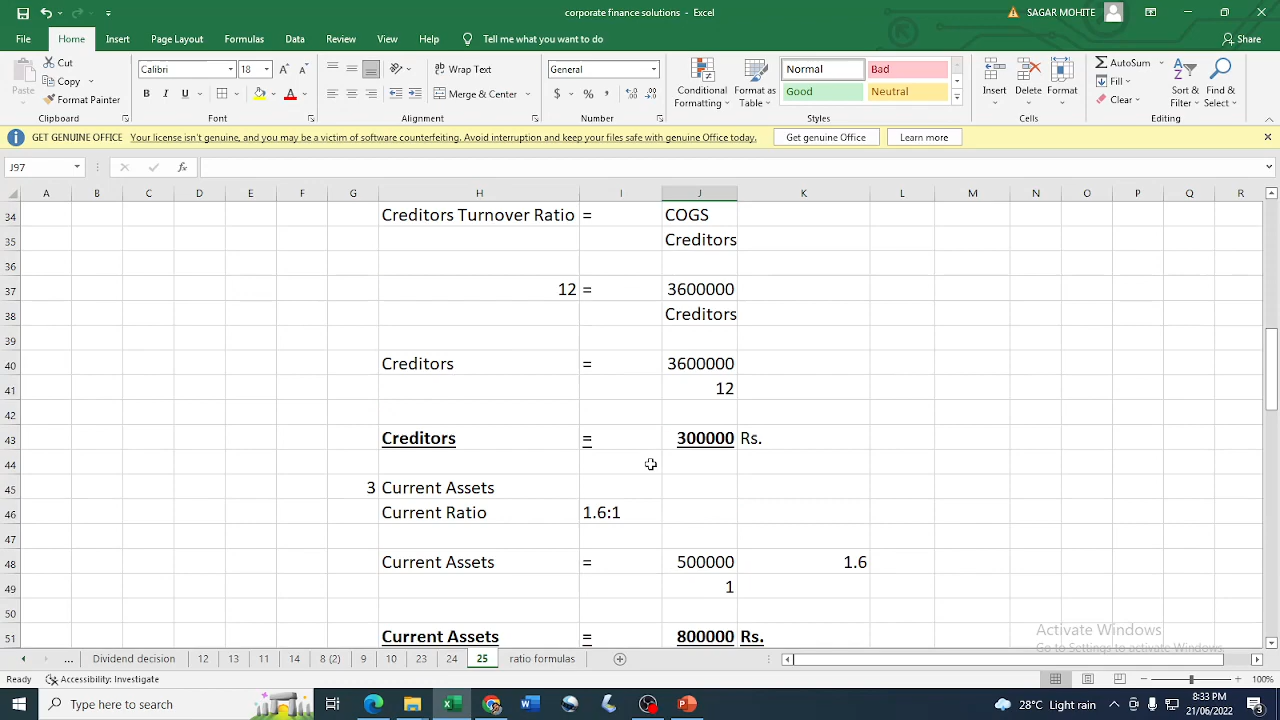 corporate finance solutions - Excel
SAGAR MOHITE
File Home Insert Page Layout Formulas Data Review View Help Tell me what you want to do Share
Cut
Copy
Format Painter
Paste
Clipboard
Calibri 18
B I U
Font
Wrap Text
Merge & Center
Alignment
General
$ % ,
Number
Conditional Formatting
Format as Table
Normal Bad
Good Neutral
Styles
Insert Delete Format
Cells
AutoSum
Fill
Clear
Sort & Filter
Find & Select
Editing
GET GENUINE OFFICE Your license isn't genuine, and you may be a victim of software counterfeiting. Avoid interruption and keep your files safe with genuine Office today. Get genuine Office Learn more
J97 fx
A B C D E F G H I J K L M N O P Q R
34 Creditors Turnover Ratio = COGS
35 Creditors
36
37 12 = 3600000
38 Creditors
39
40 Creditors = 3600000
41 12
42
43 Creditors = 300000 Rs.
44
45 3 Current Assets
46 Current Ratio 1.6:1
47
48 Current Assets = 500000 1.6
49 1
50
51 Current Assets = 800000 Rs.
Activate Windows
Go to Settings to activate Windows.
... Dividend decision 12 13 11 14 8 (2) 9 10 23 24 25 ratio formulas
Ready Accessibility: Investigate 100%
Type here to search
28°C Light rain ENG 8:33 PM
21/06/2022